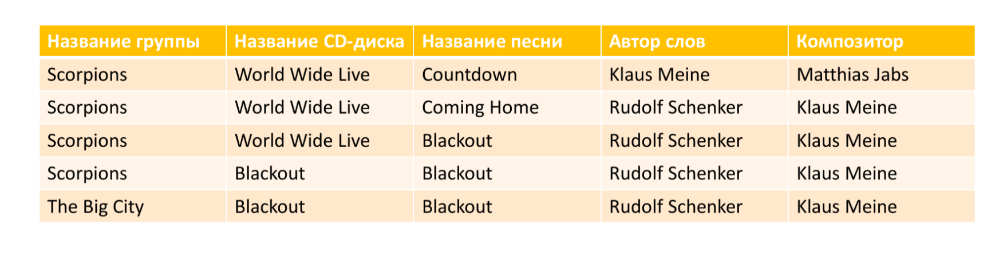 Название группы Название CD-диска Название песни Автор слов Композитор
Scorpions World Wide Live Countdown Klaus Meine Matthias Jabs
Scorpions World Wide Live Coming Home Rudolf Schenker Klaus Meine
Scorpions World Wide Live Blackout Rudolf Schenker Klaus Meine
Scorpions Blackout Blackout Rudolf Schenker Klaus Meine
The Big City Blackout Blackout Rudolf Schenker Klaus Meine